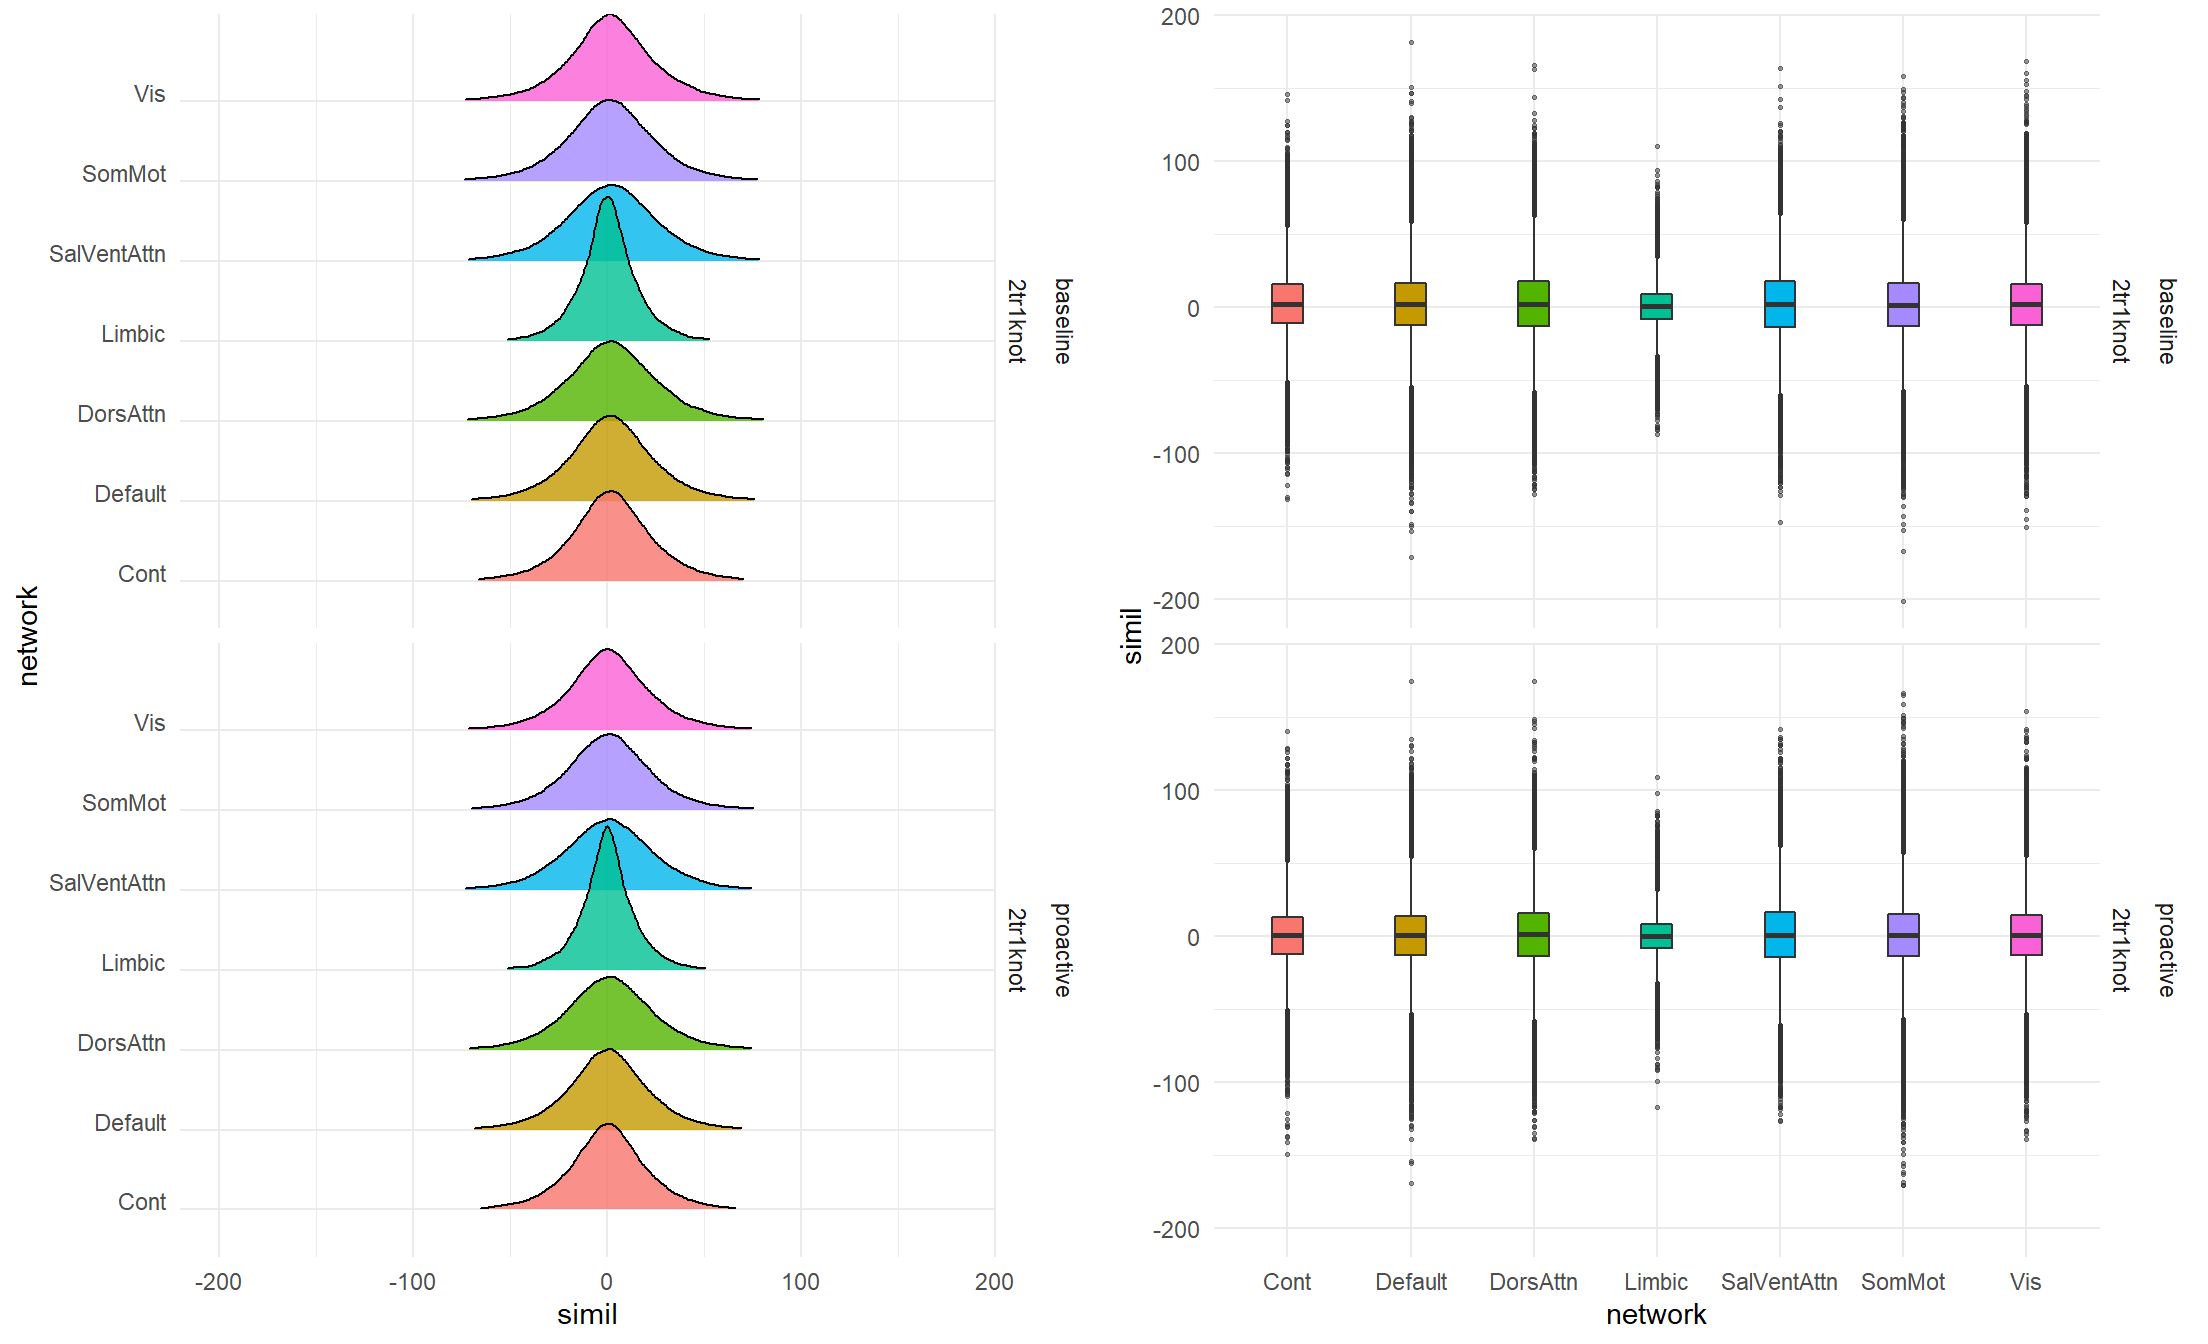 Vis
SomMot
SalVentAttn
Limbic
DorsAttn
Default
Cont
baseline
2tr1knot
Vis
SomMot
SalVentAttn
Limbic
DorsAttn
Default
Cont
proactive
2tr1knot
network
-200 -100 0 100 200
simil
200
100
0
-100
-200
baseline
2tr1knot
200
100
0
-100
-200
proactive
2tr1knot
simil
Cont Default DorsAttn Limbic SalVentAttn SomMot Vis
network